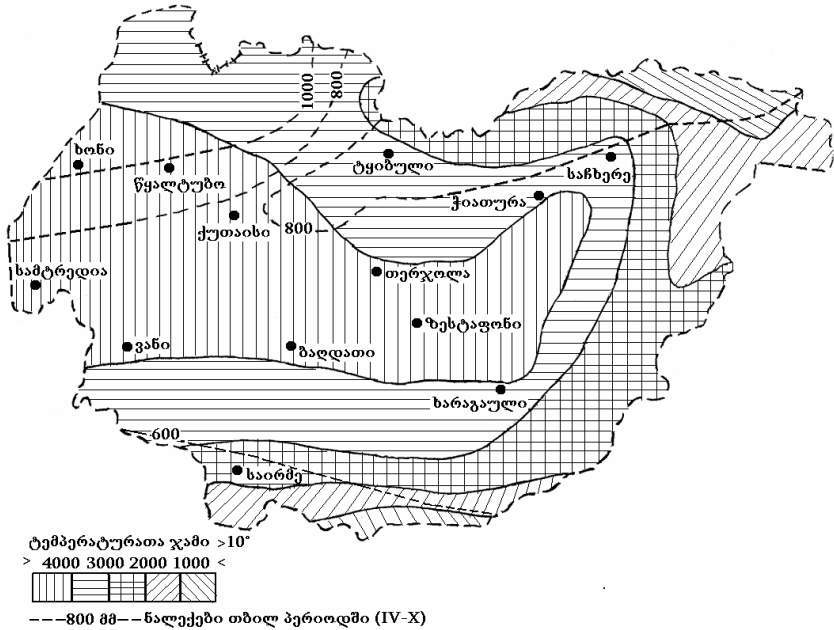 1000
800
ხონი
წყალტუბო
ტყიბული
საჩხერე
ჭიათურა
ქუთაისი
800
სამტრედია
თერჯოლა
ზესტაფონი
ვანი
ბაღდათი
ხარაგაული
600
საირმე
ტემპერატურათა ჯამი >10°
> 4000 3000 2000 1000 <
---800 მმ-- ნალექები თბილ პერიოდში (IV-X)